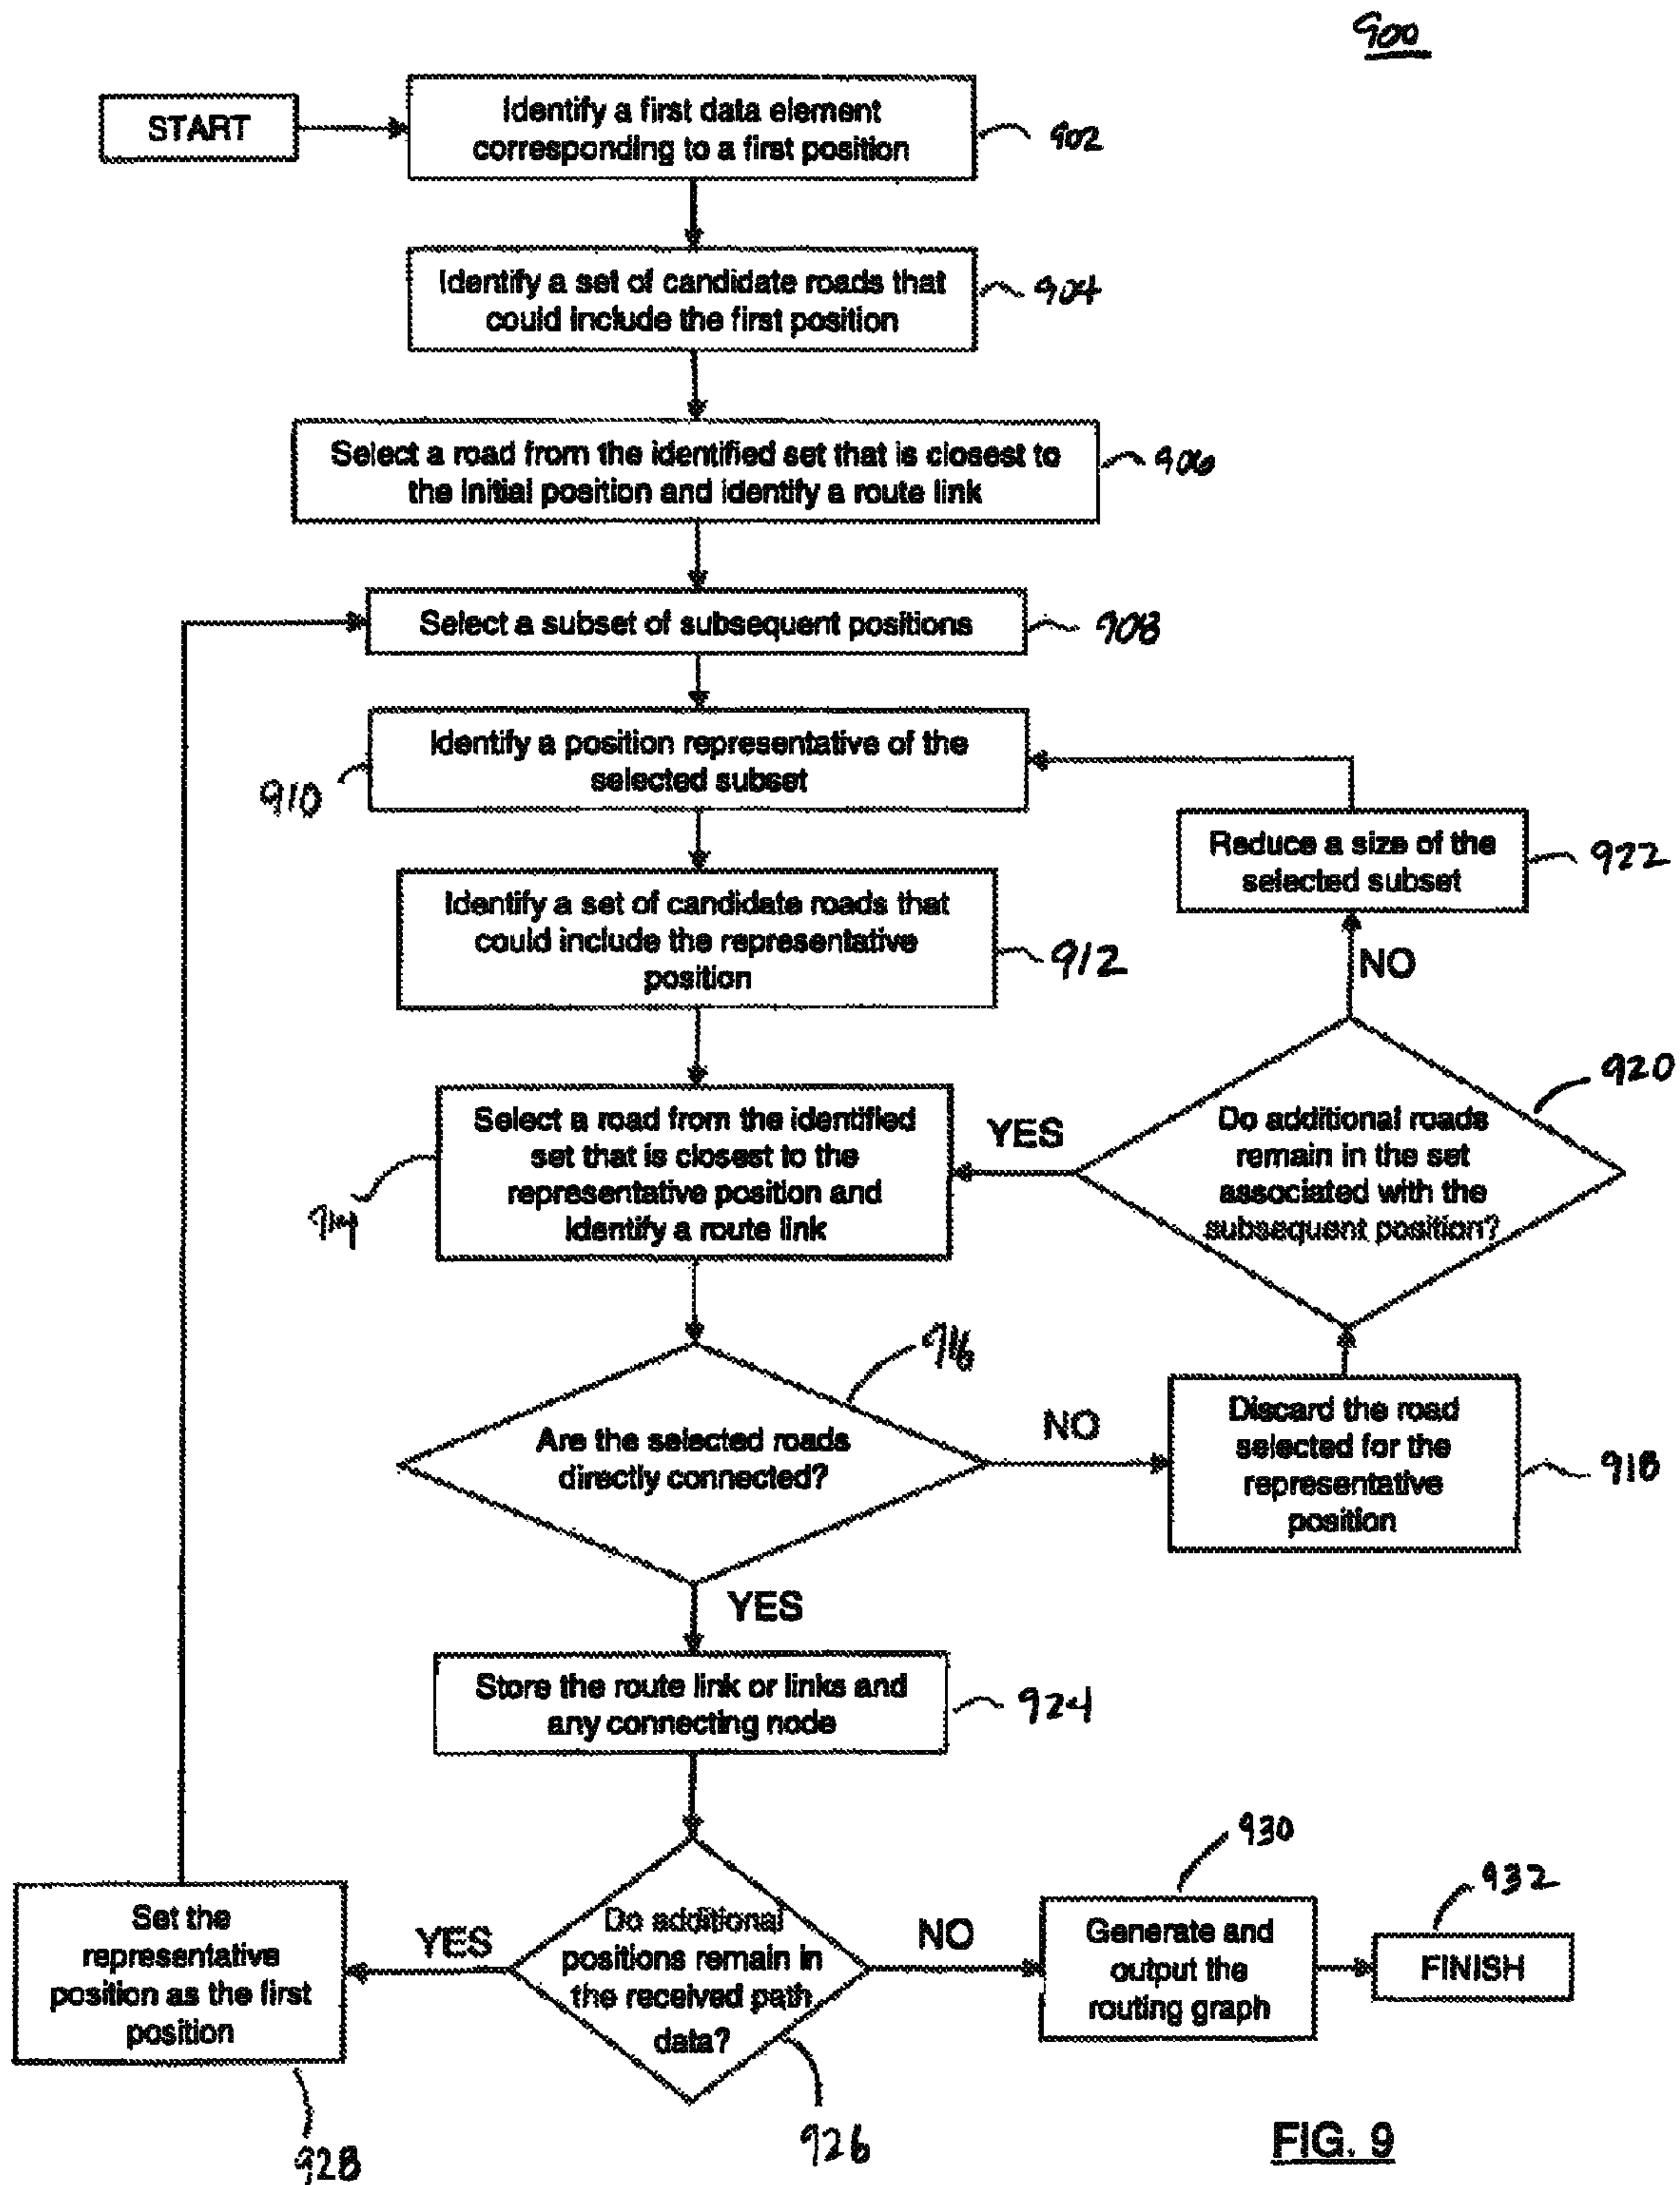 900
START
Identify a first data element
corresponding to a first position
902
Identify a set of candidate roads that
could include the first position
904
Select a road from the identified set that is closest to
the initial position and identify a route link
906
Select a subset of subsequent positions
908
Identify a position representative of the
selected subset
910
Reduce a size of the
selected subset
922
Identify a set of candidate roads that
could include the representative
position
912
NO
920
Select a road from the identified
set that is closest to the
representative position and
identify a route link
914
YES
Do additional roads
remain in the set
associated with the
subsequent position?
916
Are the selected roads
directly connected?
NO
Discard the road
selected for the
representative
position
918
YES
Store the route link or links and
any connecting node
924
930
932
Set the
representative
position as the first
position
YES
Do additional
positions remain in
the received path
data?
NO
Generate and
output the
routing graph
FINISH
928
926
FIG. 9